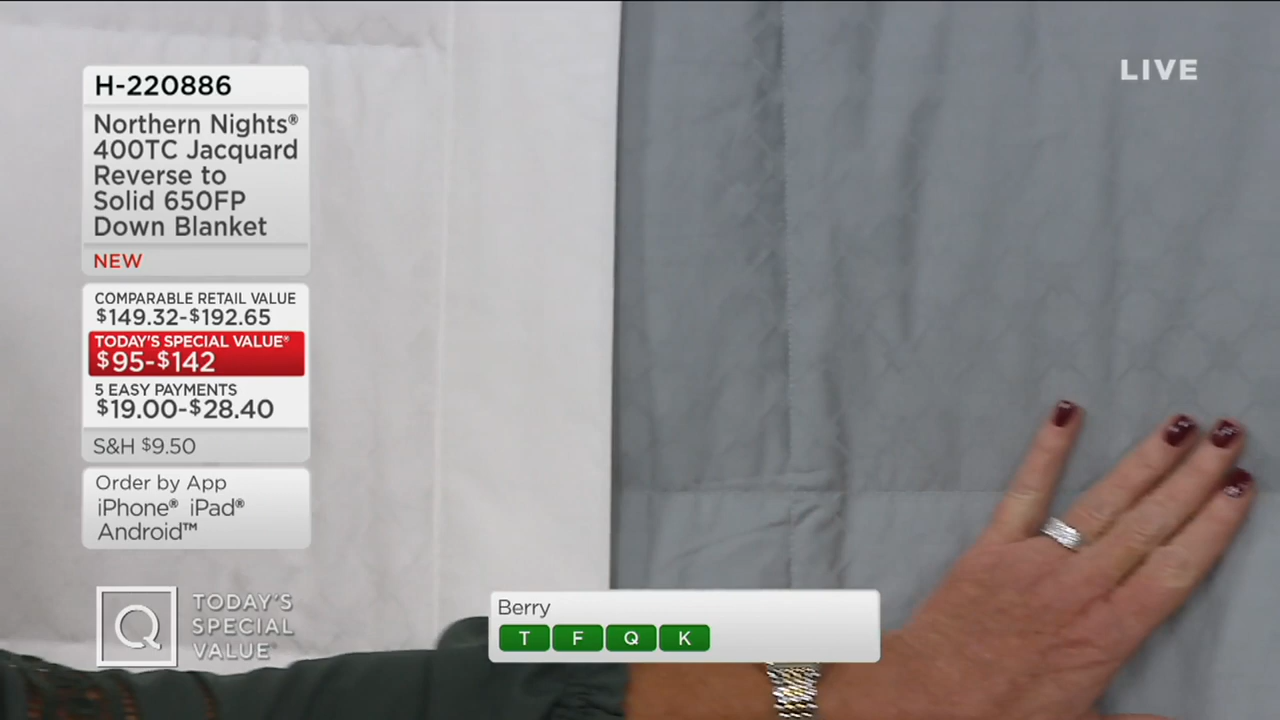 H-220886
Northern Nights®
400TC Jacquard
Reverse to
Solid 650FP
Down Blanket
NEW
COMPARABLE RETAIL VALUE
$149.32-$192.65
TODAY'S SPECIAL VALUE®
$95-$142
5 EASY PAYMENTS
$19.00-$28.40
S&H $9.50
Order by App
iPhone® iPad®
Android™
Q
TODAY'S
SPECIAL
VALUE®
LIVE
Berry
T F Q K